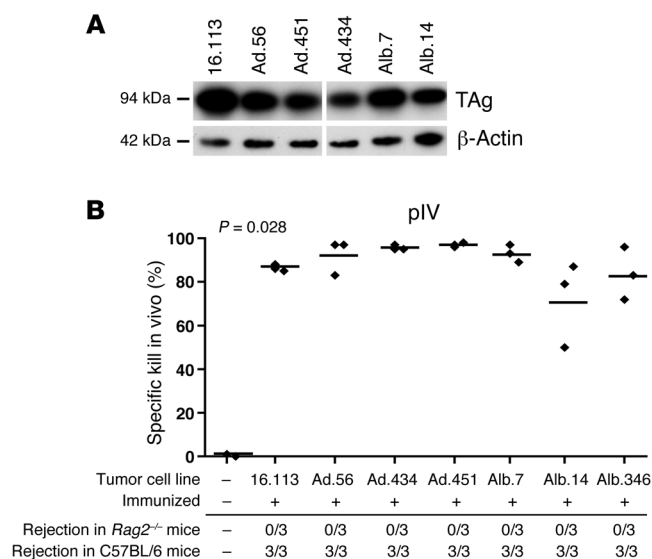 A
16.113 Ad.56 Ad.451 Ad.434 Alb.7 Alb.14
94 kDa TAg
42 kDa β-Actin
B
pIV
P = 0.028
Specific kill in vivo (%)
100
80
60
40
20
0
Tumor cell line – 16.113 Ad.56 Ad.434 Ad.451 Alb.7 Alb.14 Alb.346
Immunized – + + + + + + +
Rejection in Rag2–/– mice – 0/3 0/3 0/3 0/3 0/3 0/3 0/3
Rejection in C57BL/6 mice – 3/3 3/3 3/3 3/3 3/3 3/3 3/3